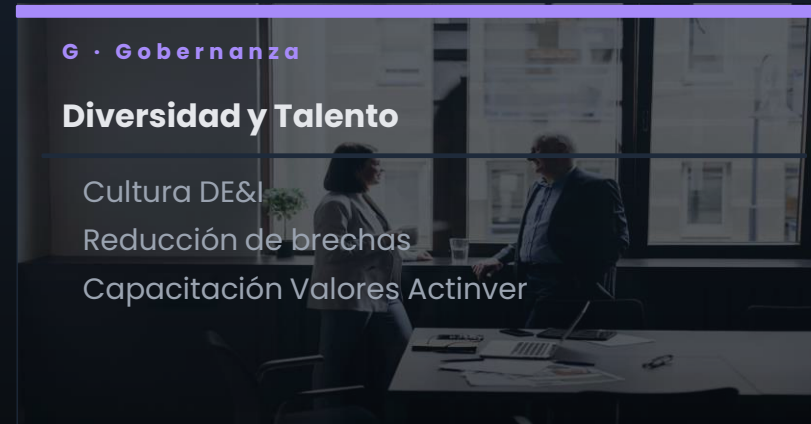 G · Gobernanza
Diversidad y Talento
Cultura DE&I
Reducción de brechas
Capacitación Valores Actinver